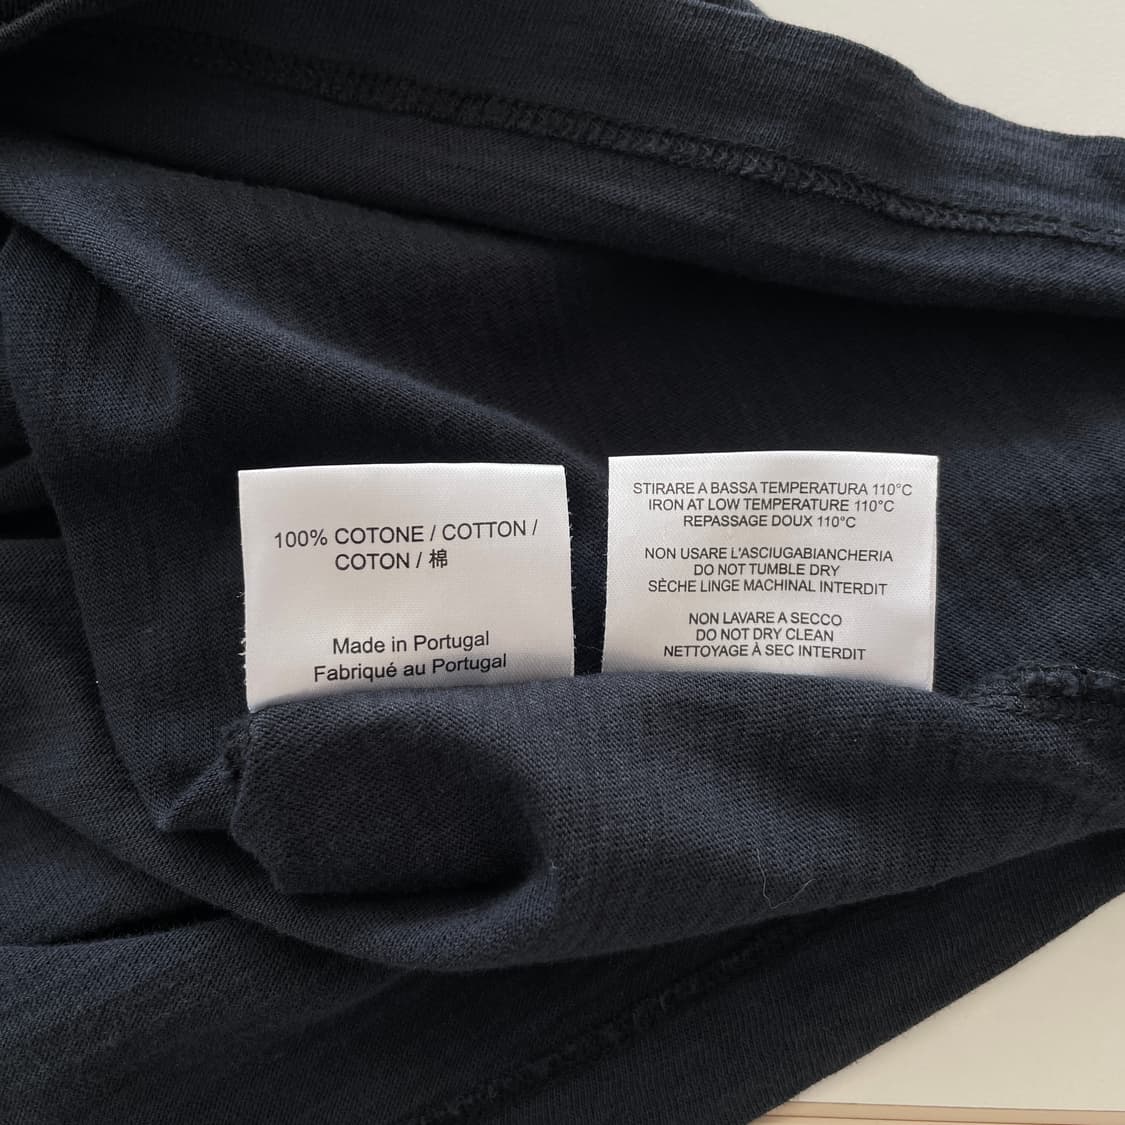 100% COTONE / COTTON /
COTON / 棉
Made in Portugal
Fabriqué au Portugal
STIRARE A BASSA TEMPERATURA 110°C
IRON AT LOW TEMPERATURE 110°C
REPASSAGE DOUX 110°C
NON USARE L'ASCIUGABIANCHERIA
DO NOT TUMBLE DRY
SÈCHE LINGE MACHINAL INTERDIT
NON LAVARE A SECCO
DO NOT DRY CLEAN
NETTOYAGE À SEC INTERDIT